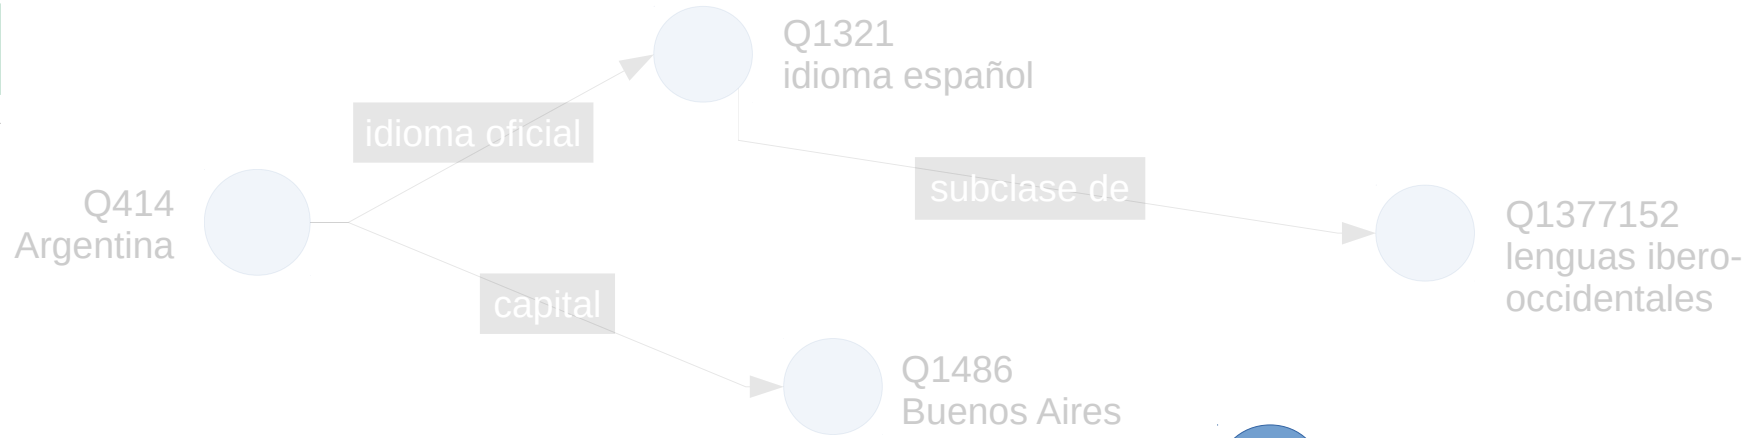 Q1321
idioma español
idioma oficial
subclase de
Q414
Argentina
Q1377152
lenguas ibero-
occidentales
capital
Q1486
Buenos Aires